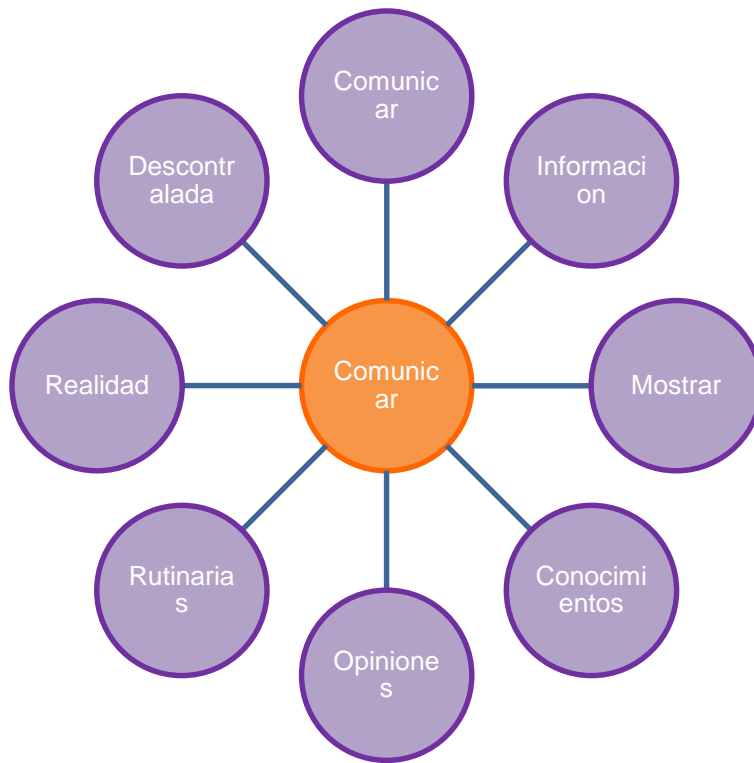 Comunic
ar
Descontr
alada
Informaci
on
Realidad
Comunic
ar
Mostrar
Rutinaria
s
Conocimi
entos
Opinione
s